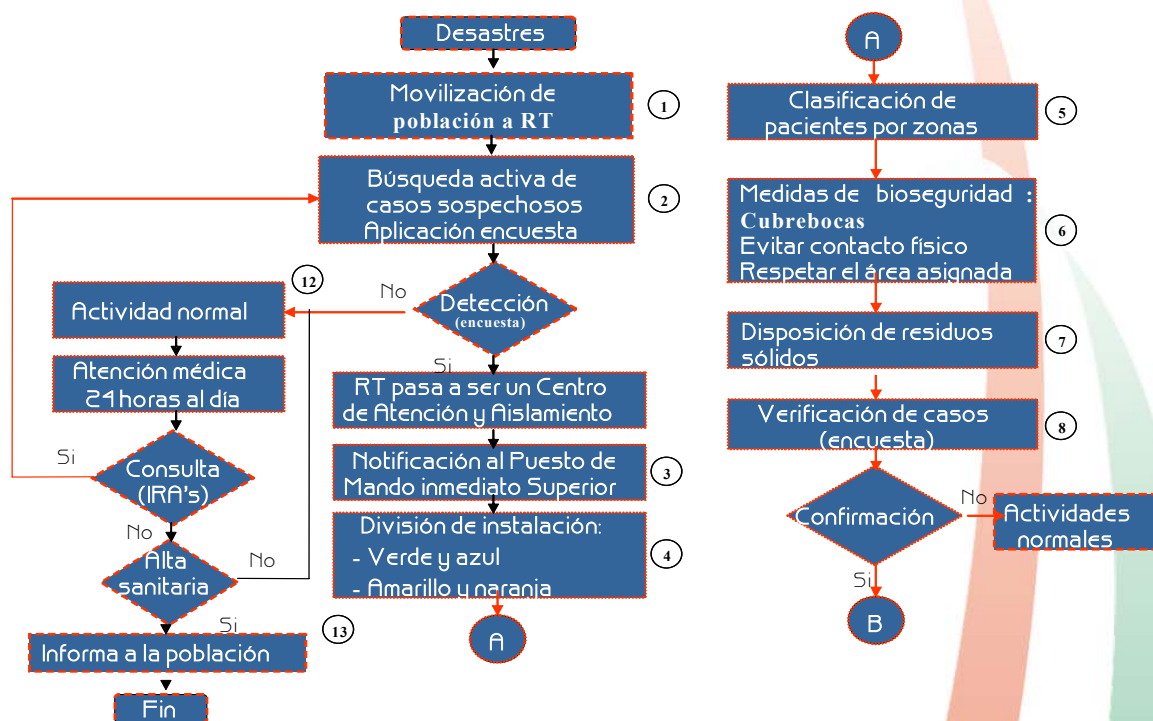 Desastres
Movilización de
población a RT
1
Búsqueda activa de
casos sospechosos
Aplicación encuesta
2
Detección
(encuesta)
No
Si
12
Actividad normal
Atención médica
24 horas al día
Consulta
(IRA's)
Si
No
Alta
sanitaria
No
Si
13
Informa a la población
Fin
RT pasa a ser un Centro
de Atención y Aislamiento
Notificación al Puesto de
Mando inmediato Superior
3
División de instalación:
- Verde y azul
- Amarillo y naranja
4
A
A
Clasificación de
pacientes por zonas
5
Medidas de bioseguridad :
Cubrebocas
Evitar contacto físico
Respetar el área asignada
6
Disposición de residuos
sólidos
7
Verificación de casos
(encuesta)
8
Confirmación
No
Actividades
normales
Si
B